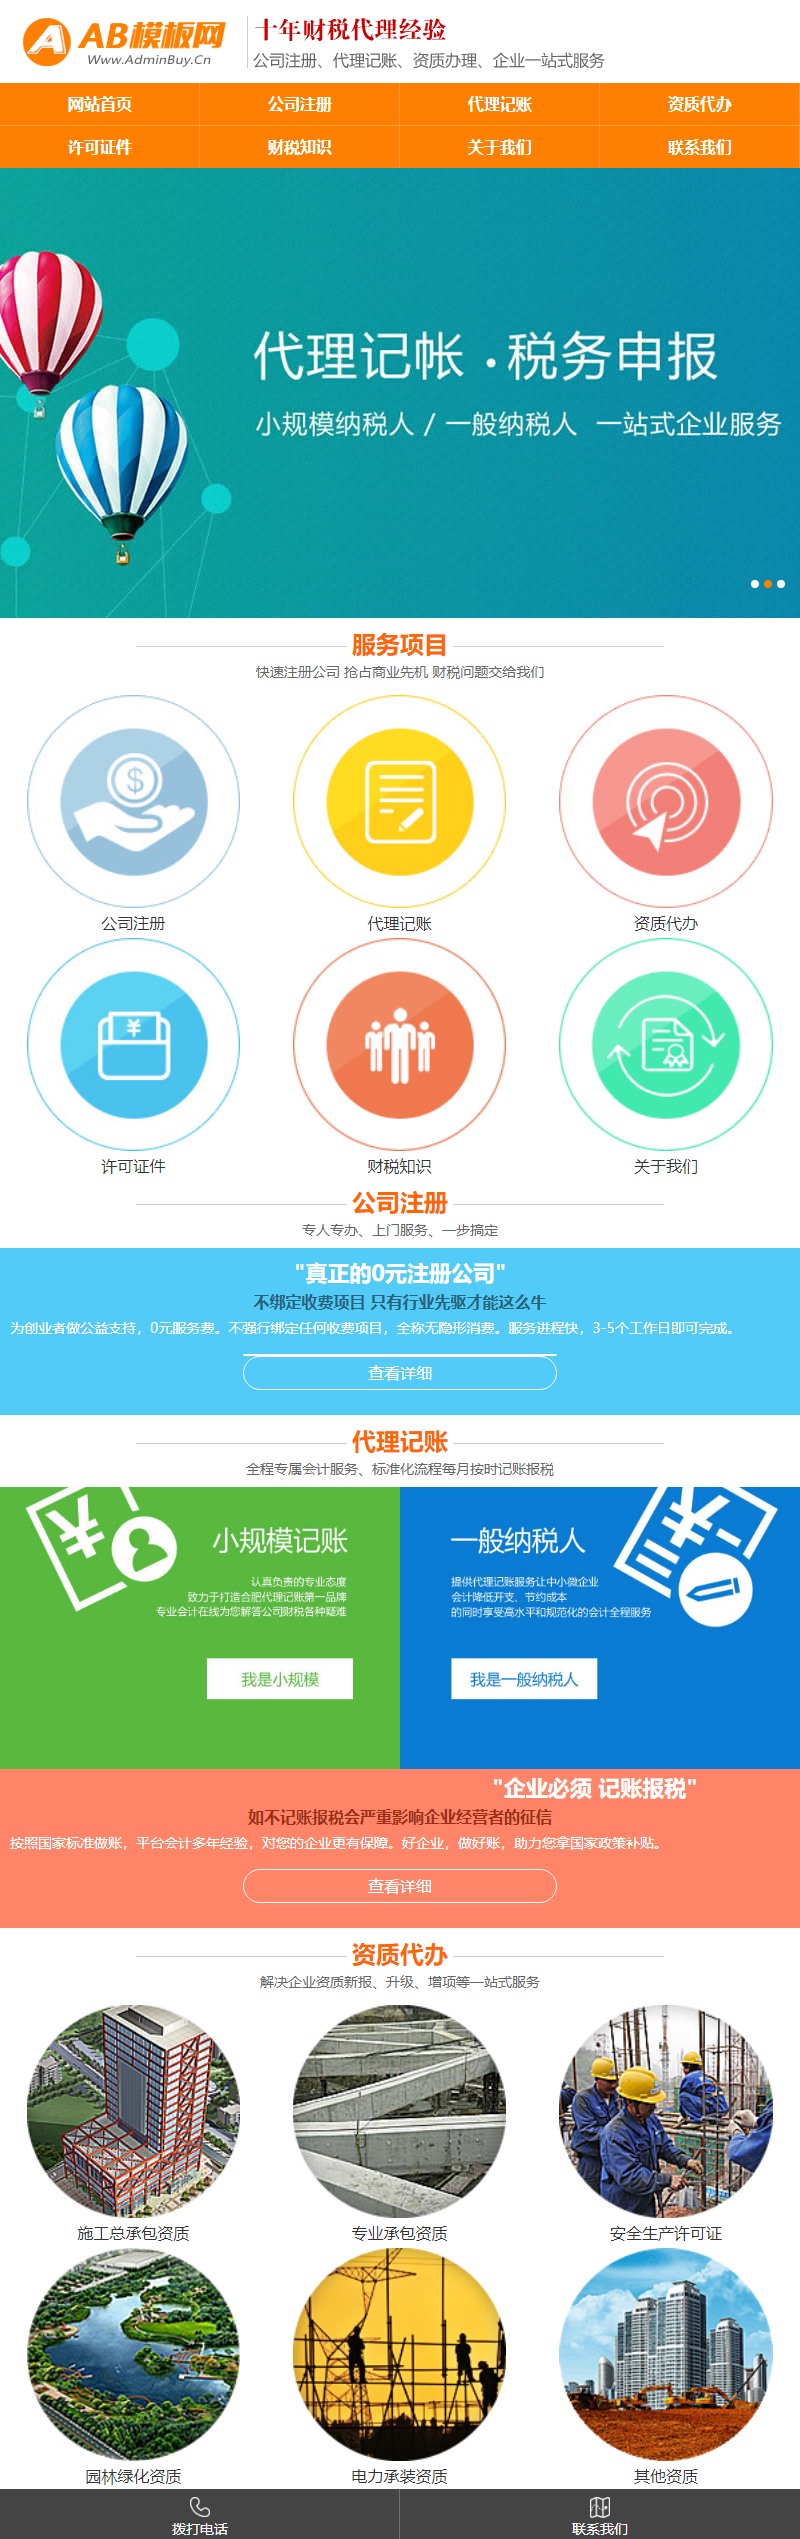 AB模板网
Www.AdminBuy.Cn
十年财税代理经验
公司注册、代理记账、资质办理、企业一站式服务
网站首页 公司注册 代理记账 资质代办
许可证件 财税知识 关于我们 联系我们
代理记帐 · 税务申报
小规模纳税人 / 一般纳税人 一站式企业服务
服务项目
快速注册公司 抢占商业先机 财税问题交给我们
公司注册 代理记账 资质代办
许可证件 财税知识 关于我们
公司注册
专人专办、上门服务、一步搞定
"真正的0元注册公司"
不绑定收费项目 只有行业先驱才能这么牛
为创业者做公益支持，0元服务费。不强行绑定任何收费项目，全称无隐形消费。服务进程快，3-5个工作日即可完成。
查看详细
代理记账
全程专属会计服务、标准化流程每月按时记账报税
小规模记账
认真负责的专业态度
致力于打造合肥代理记账第一品牌
专业会计在线为您解答公司财税各种疑难
我是小规模
一般纳税人
提供代理记账服务让中小微企业
会计降低开支、节约成本
的同时享受高水平和规范化的会计全程服务
我是一般纳税人
"企业必须 记账报税"
如不记账报税会严重影响企业经营者的征信
按照国家标准做账，平台会计多年经验，对您的企业更有保障。好企业，做好账，助力您拿国家政策补贴。
查看详细
资质代办
解决企业资质新报、升级、增项等一站式服务
施工总承包资质 专业承包资质 安全生产许可证
园林绿化资质 电力承装资质 其他资质
拨打电话 联系我们